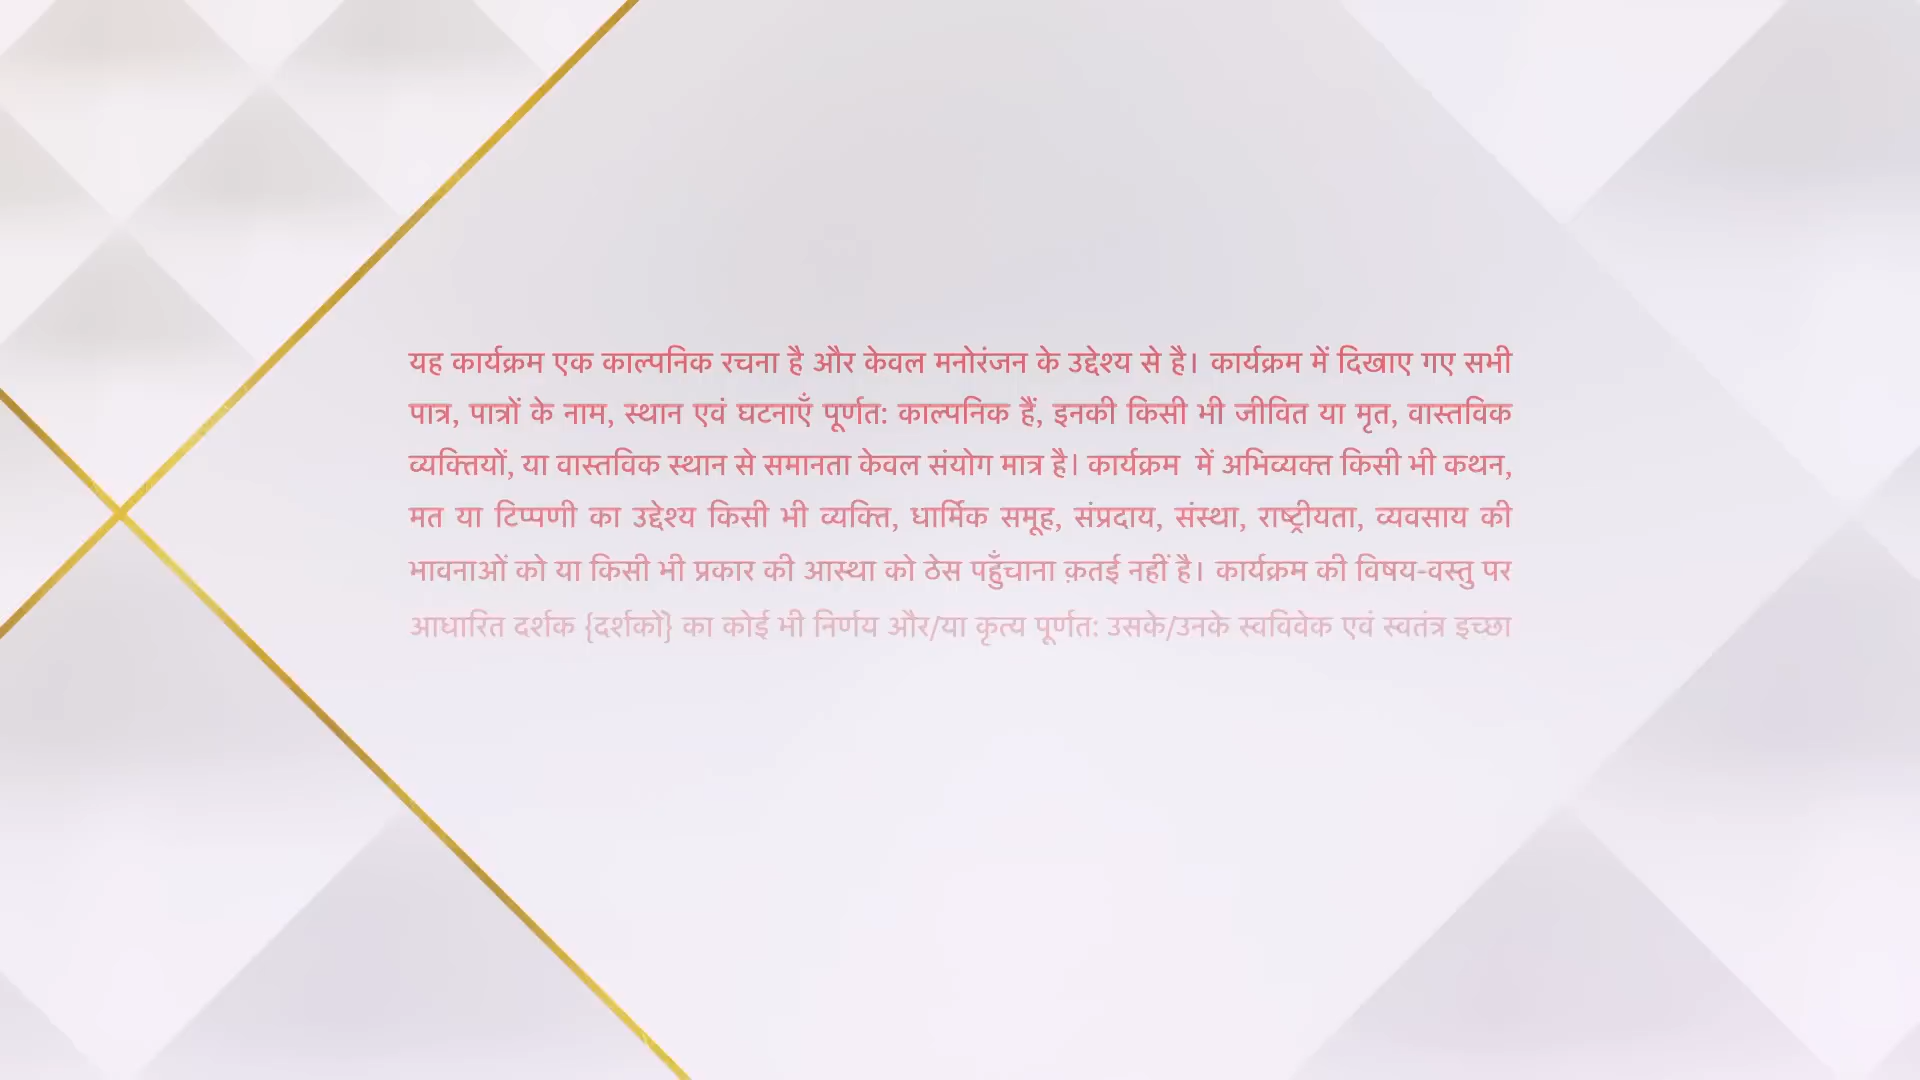 यह कार्यक्रम एक काल्पनिक रचना है और केवल मनोरंजन के उद्देश्य से है। कार्यक्रम में दिखाए गए सभी
पात्र, पात्रों के नाम, स्थान एवं घटनाएँ पूर्णत: काल्पनिक हैं, इनकी किसी भी जीवित या मृत, वास्तविक
व्यक्तियों, या वास्तविक स्थान से समानता केवल संयोग मात्र है। कार्यक्रम में अभिव्यक्त किसी भी कथन,
मत या टिप्पणी का उद्देश्य किसी भी व्यक्ति, धार्मिक समूह, संप्रदाय, संस्था, राष्ट्रीयता, व्यवसाय की
भावनाओं को या किसी भी प्रकार की आस्था को ठेस पहुँचाना क़तई नहीं है। कार्यक्रम की विषय-वस्तु पर
आधारित दर्शक {दर्शकों} का कोई भी निर्णय और/या कृत्य पूर्णत: उसके/उनके स्वविवेक एवं स्वतंत्र इच्छा